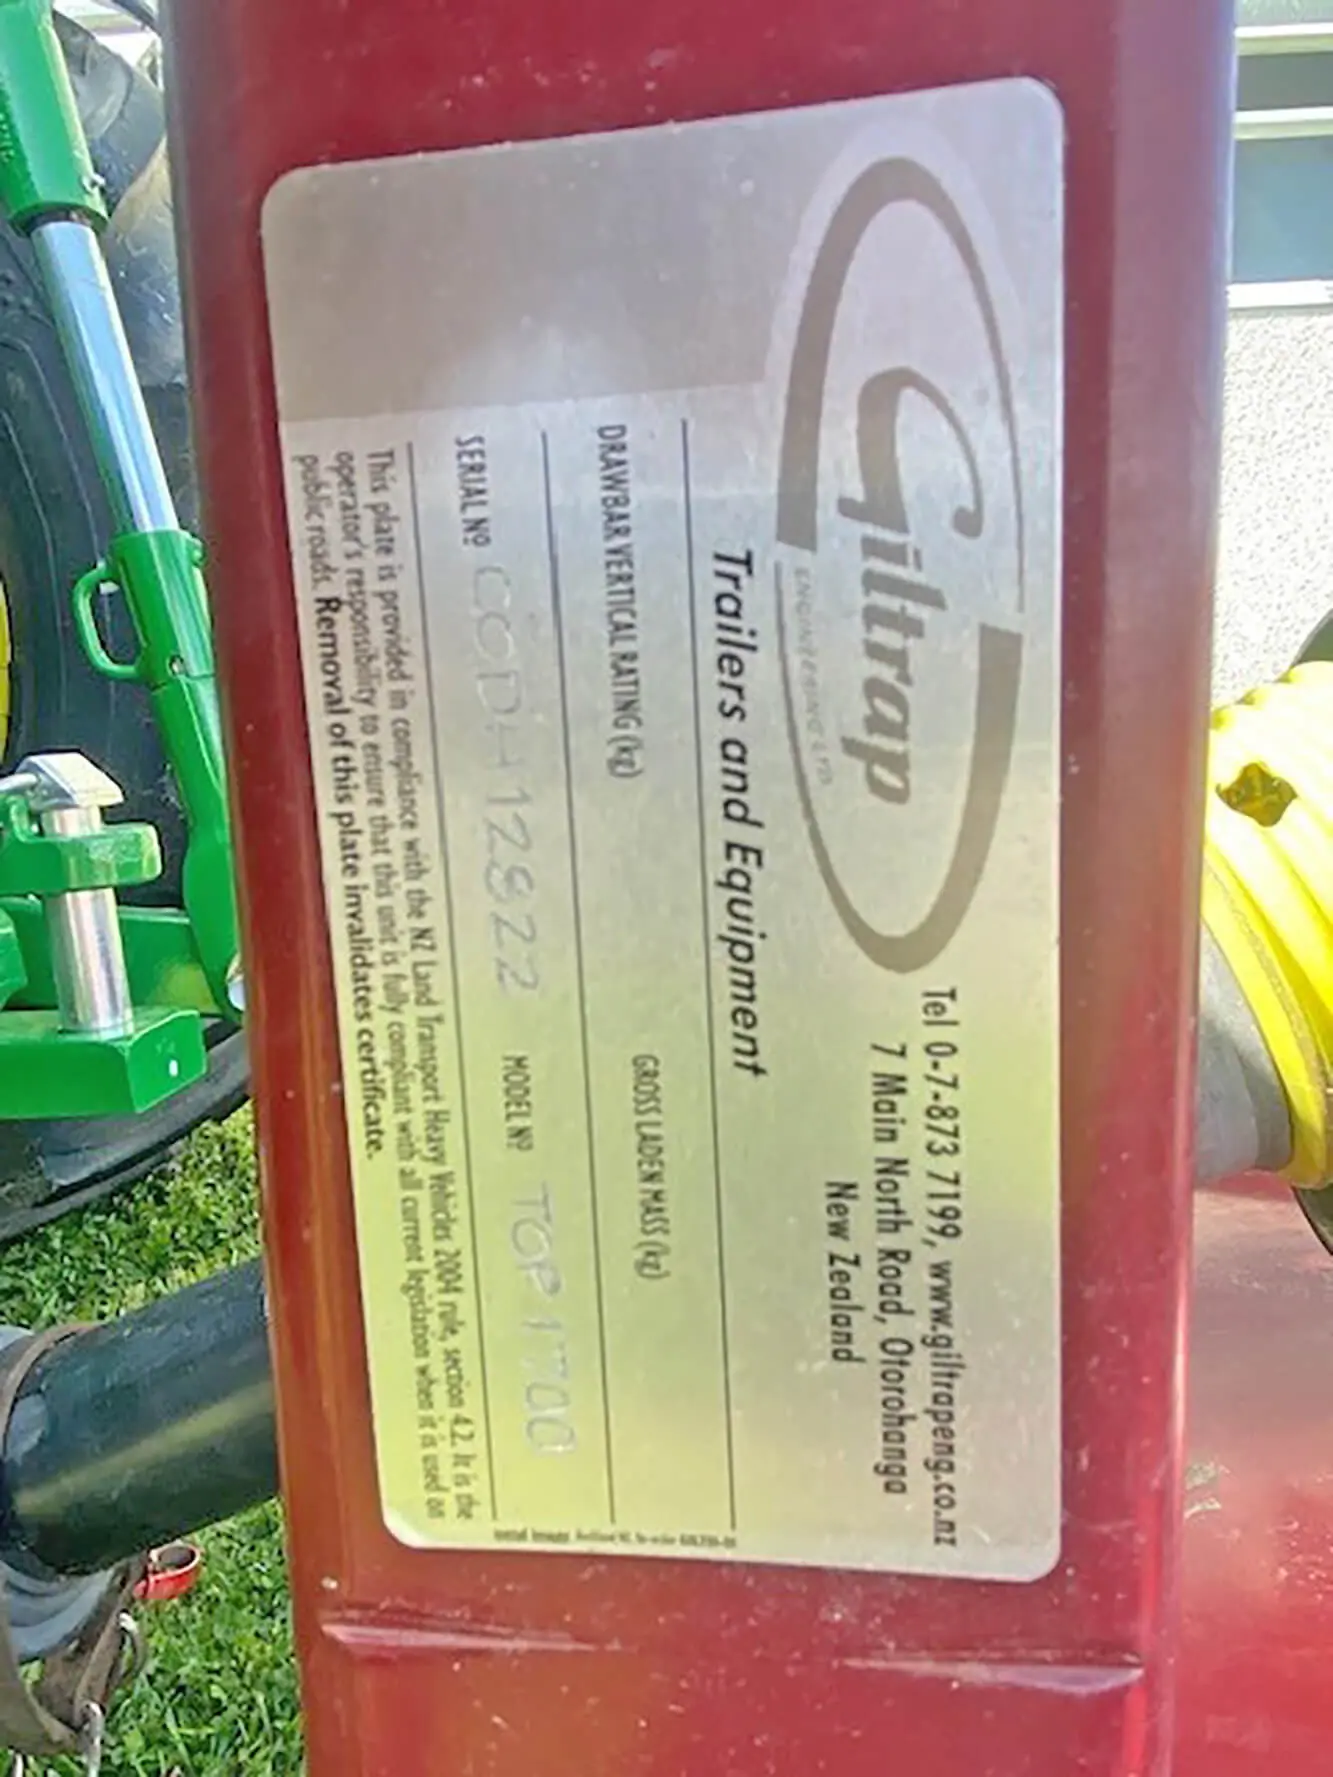 Giltrap
ENGINEERING LTD
Tel 0-7-873 7199, www.giltrapeng.co.nz
7 Main North Road, Otorohanga
New Zealand
Trailers and Equipment
DRAWBAR VERTICAL RATING (kg) GROSS LADEN MASS (kg)
SERIAL Nº CODH12822 MODEL Nº TOP1700
This plate is provided in compliance with the NZ Land Transport Heavy Vehicles 2004 rule, section 4.2. It is the
operator's responsibility to ensure that this unit is fully compliant with all current legislation when it is used on
public roads. Removal of this plate invalidates certificate.